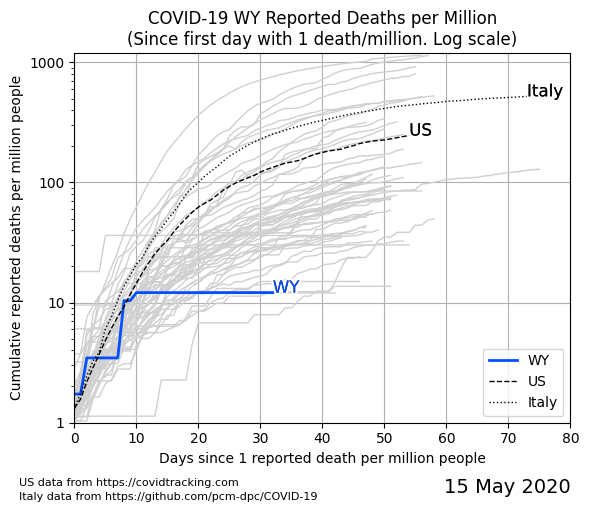 COVID-19 WY Reported Deaths per Million
(Since first day with 1 death/million. Log scale)
Cumulative reported deaths per million people
1000
100
10
1
Italy
US
WY
WY
US
Italy
0 10 20 30 40 50 60 70 80
Days since 1 reported death per million people
US data from https://covidtracking.com
Italy data from https://github.com/pcm-dpc/COVID-19
15 May 2020